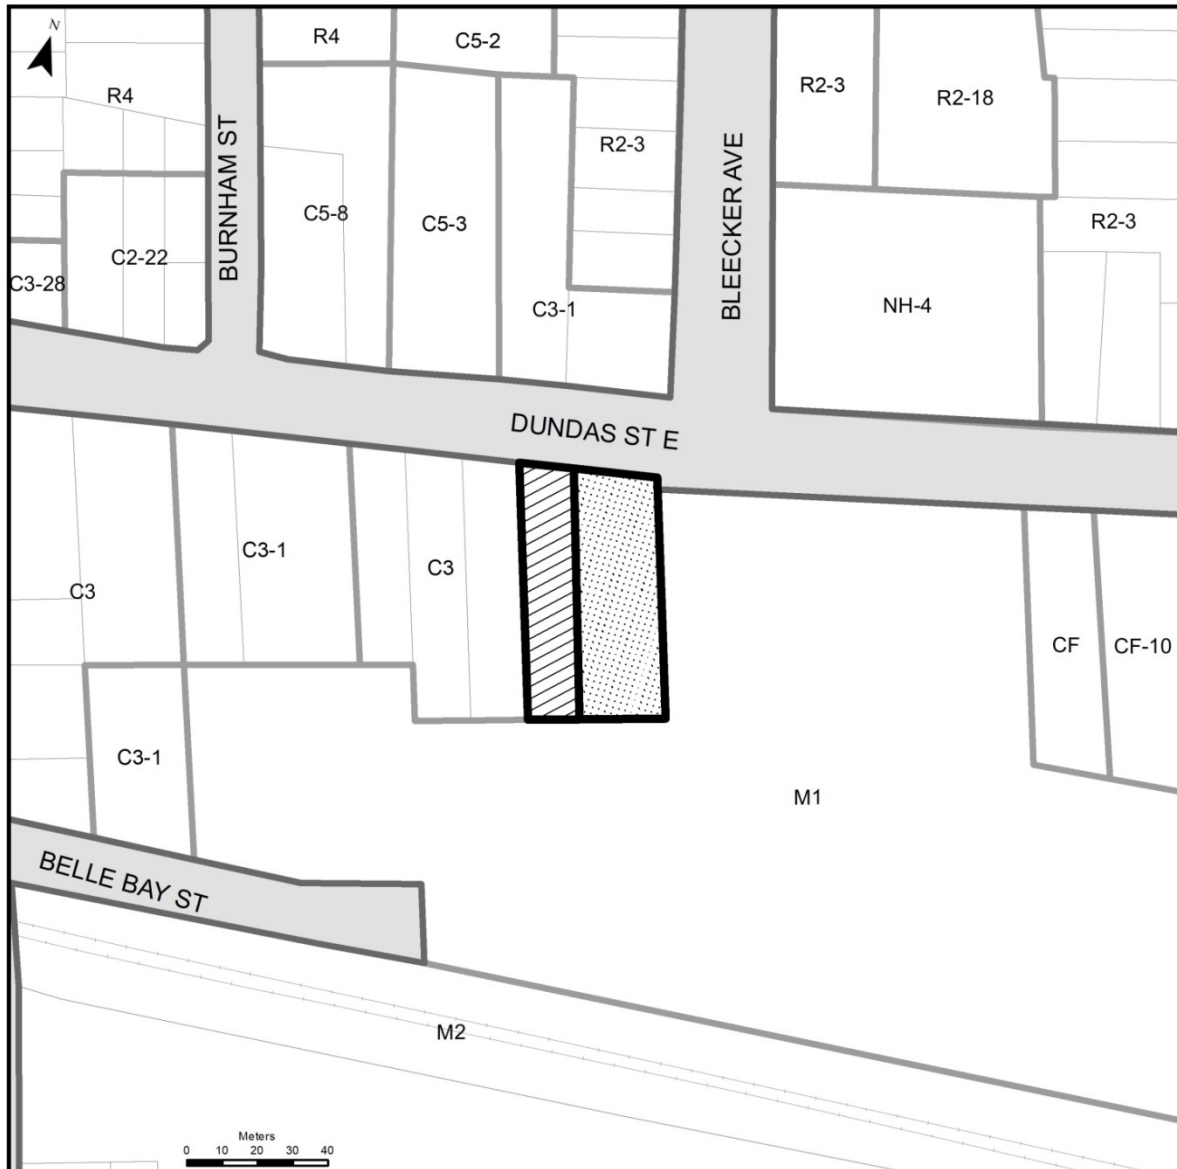 N
R4
C5-2
R4
R2-3
R2-18
R2-3
BURNHAM ST
BLEECKER AVE
C5-8
C5-3
R2-3
C2-22
C3-28
C3-1
NH-4
DUNDAS ST E
C3-1
C3
C3
CF
CF-10
C3-1
M1
BELLE BAY ST
M2
Meters
0 10 20 30 40